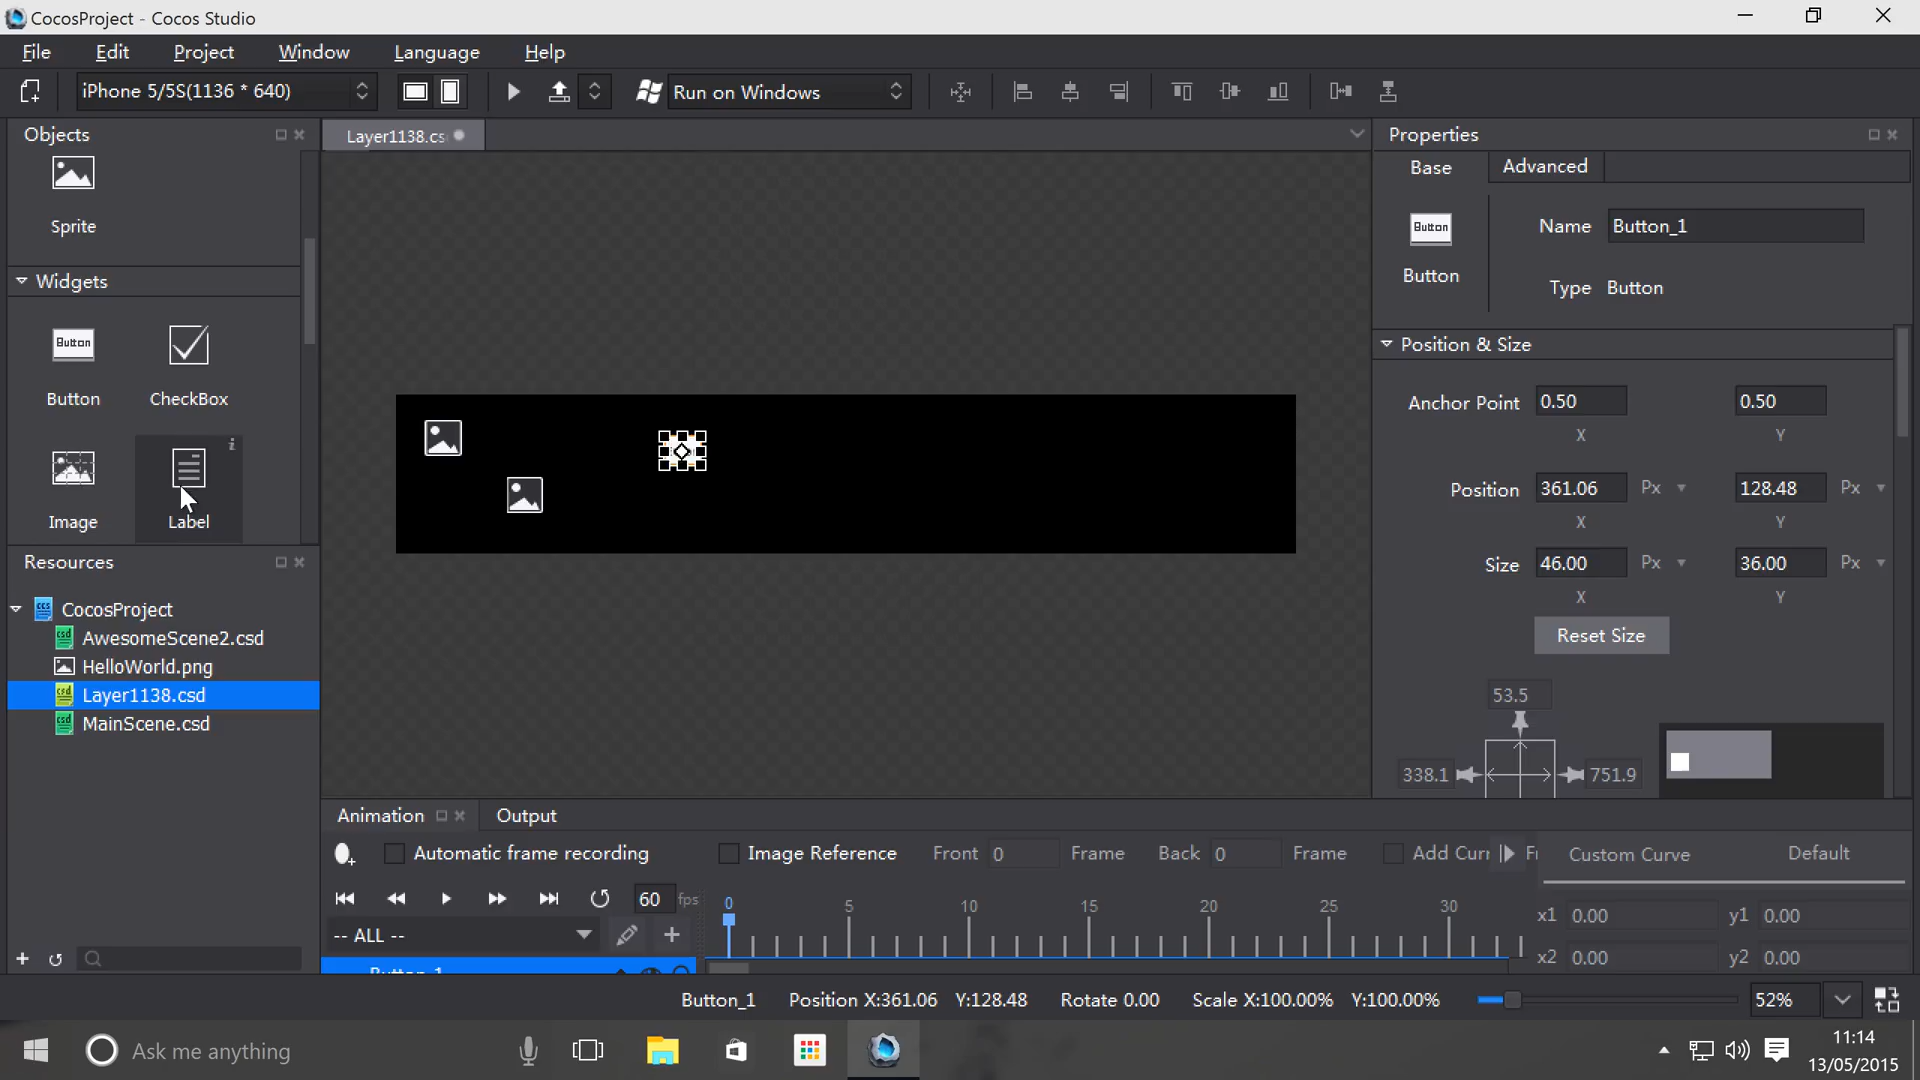 CocosProject - Cocos Studio
File Edit Project Window Language Help
iPhone 5/5S(1136 * 640) Run on Windows
Objects
Sprite
Widgets
Button
Button CheckBox
Image Label
Resources
CocosProject
AwesomeScene2.csd
HelloWorld.png
Layer1138.csd
MainScene.csd
Layer1138.cs
Properties
Base Advanced
Button
Button
Name Button_1
Type Button
Position & Size
Anchor Point 0.50 0.50
X Y
Position 361.06 Px 128.48 Px
X Y
Size 46.00 Px 36.00 Px
X Y
Reset Size
53.5
338.1 751.9
Animation Output
Automatic frame recording Image Reference Front 0 Frame Back 0 Frame Add Curr Custom Curve Default
60 fps 0 5 10 15 20 25 30
-- ALL --
x1 0.00 y1 0.00
x2 0.00 y2 0.00
Button_1
Button_1 Position X:361.06 Y:128.48 Rotate 0.00 Scale X:100.00% Y:100.00% 52%
Ask me anything
11:14
13/05/2015